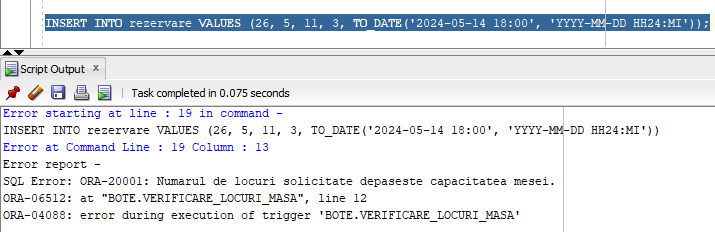 INSERT INTO rezervare VALUES (26, 5, 11, 3, TO_DATE('2024-05-14 18:00', 'YYYY-MM-DD HH24:MI'));
Script Output x
Task completed in 0.075 seconds
Error starting at line : 19 in command -
INSERT INTO rezervare VALUES (26, 5, 11, 3, TO_DATE('2024-05-14 18:00', 'YYYY-MM-DD HH24:MI'))
Error at Command Line : 19 Column : 13
Error report -
SQL Error: ORA-20001: Numarul de locuri solicitate depaseste capacitatea mesei.
ORA-06512: at "BOTE.VERIFICARE_LOCURI_MASA", line 12
ORA-04088: error during execution of trigger 'BOTE.VERIFICARE_LOCURI_MASA'